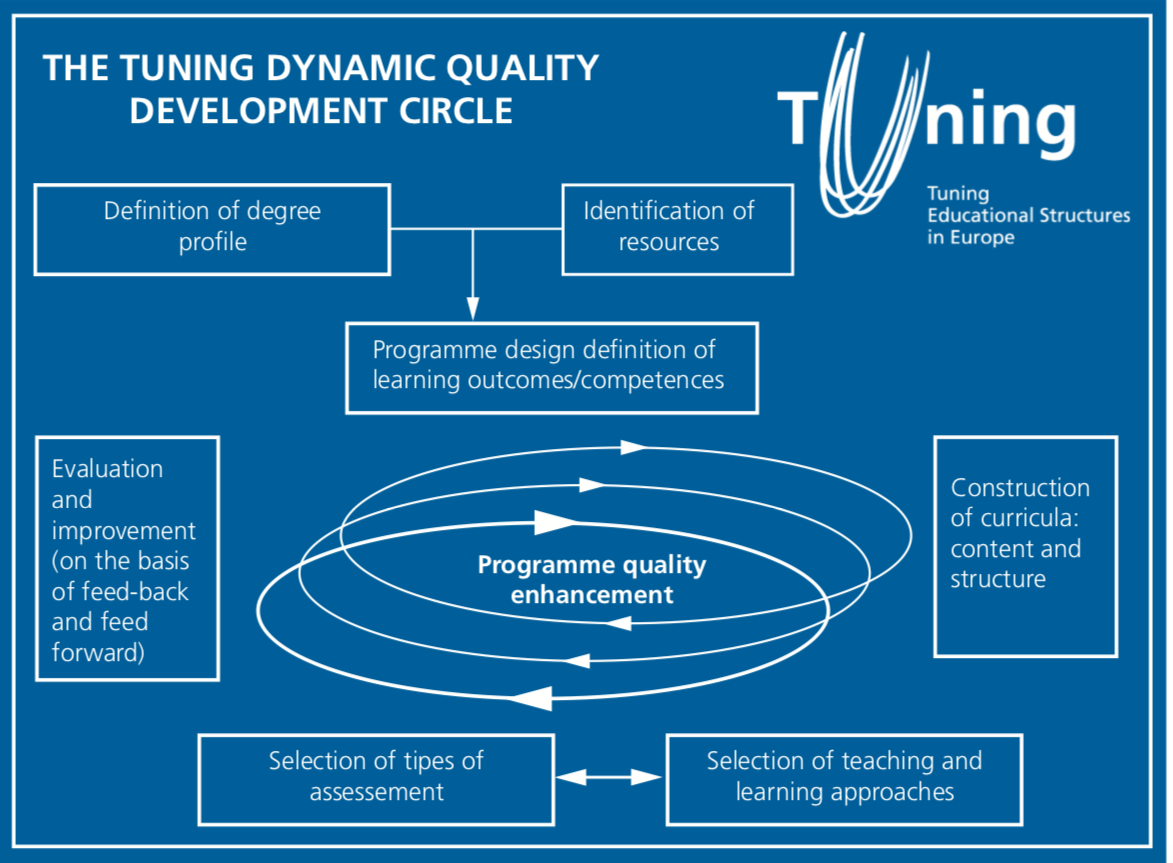 THE TUNING DYNAMIC QUALITY
DEVELOPMENT CIRCLE
Tuning
Tuning
Educational Structures
in Europe
Definition of degree
profile
Identification of
resources
Programme design definition of
learning outcomes/competences
Evaluation
and
improvement
(on the basis
of feed-back
and feed
forward)
Programme quality
enhancement
Construction
of curricula:
content and
structure
Selection of tipes of
assessement
Selection of teaching and
learning approaches